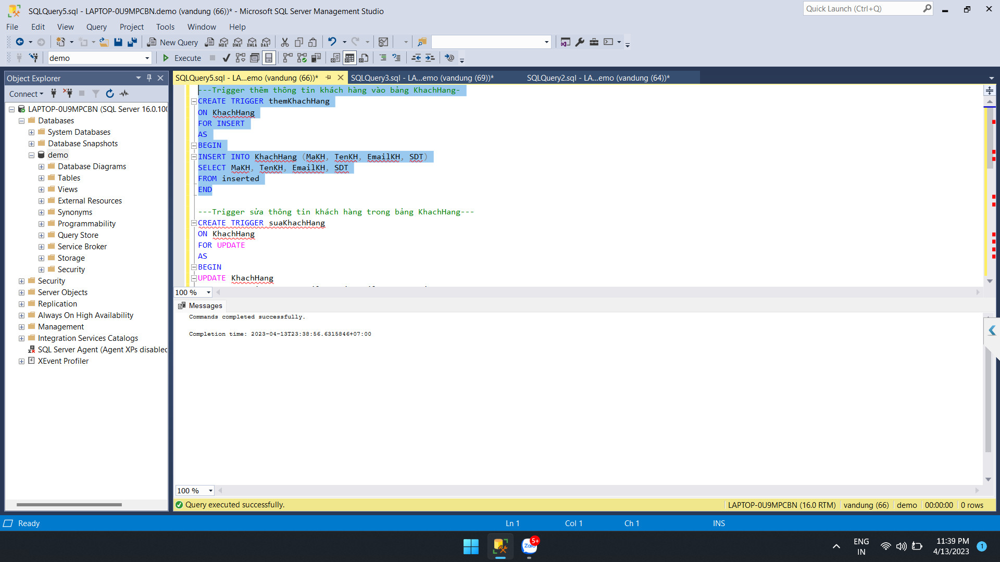 SQLQuery5.sql - LAPTOP-0U9MPCBN.demo (vandung (66))* - Microsoft SQL Server Management Studio
Quick Launch (Ctrl+Q)
File Edit View Query Project Tools Window Help
New Query MDX DMX XMLA DAX
demo Execute
Object Explorer
Connect
LAPTOP-0U9MPCBN (SQL Server 16.0.100
Databases
System Databases
Database Snapshots
demo
Database Diagrams
Tables
Views
External Resources
Synonyms
Programmability
Query Store
Service Broker
Storage
Security
Security
Server Objects
Replication
Always On High Availability
Management
Integration Services Catalogs
SQL Server Agent (Agent XPs disabled
XEvent Profiler
SQLQuery5.sql - LA...emo (vandung (66))* SQLQuery3.sql - LA...emo (vandung (69))* SQLQuery2.sql - LA...emo (vandung (64))*
---Trigger thêm thông tin khách hàng vào bảng KhachHang-
CREATE TRIGGER themKhachHang
ON KhachHang
FOR INSERT
AS
BEGIN
INSERT INTO KhachHang (MaKH, TenKH, EmailKH, SDT)
SELECT MaKH, TenKH, EmailKH, SDT
FROM inserted
END
---Trigger sửa thông tin khách hàng trong bảng KhachHang---
CREATE TRIGGER suaKhachHang
ON KhachHang
FOR UPDATE
AS
BEGIN
UPDATE KhachHang
100 %
Messages
Commands completed successfully.
Completion time: 2023-04-13T23:38:56.6315846+07:00
100 %
Query executed successfully. LAPTOP-0U9MPCBN (16.0 RTM) vandung (66) demo 00:00:00 0 rows
Ready Ln 1 Col 1 Ch 1 INS
Zalo 5+
ENG
IN
11:39 PM
4/13/2023
1